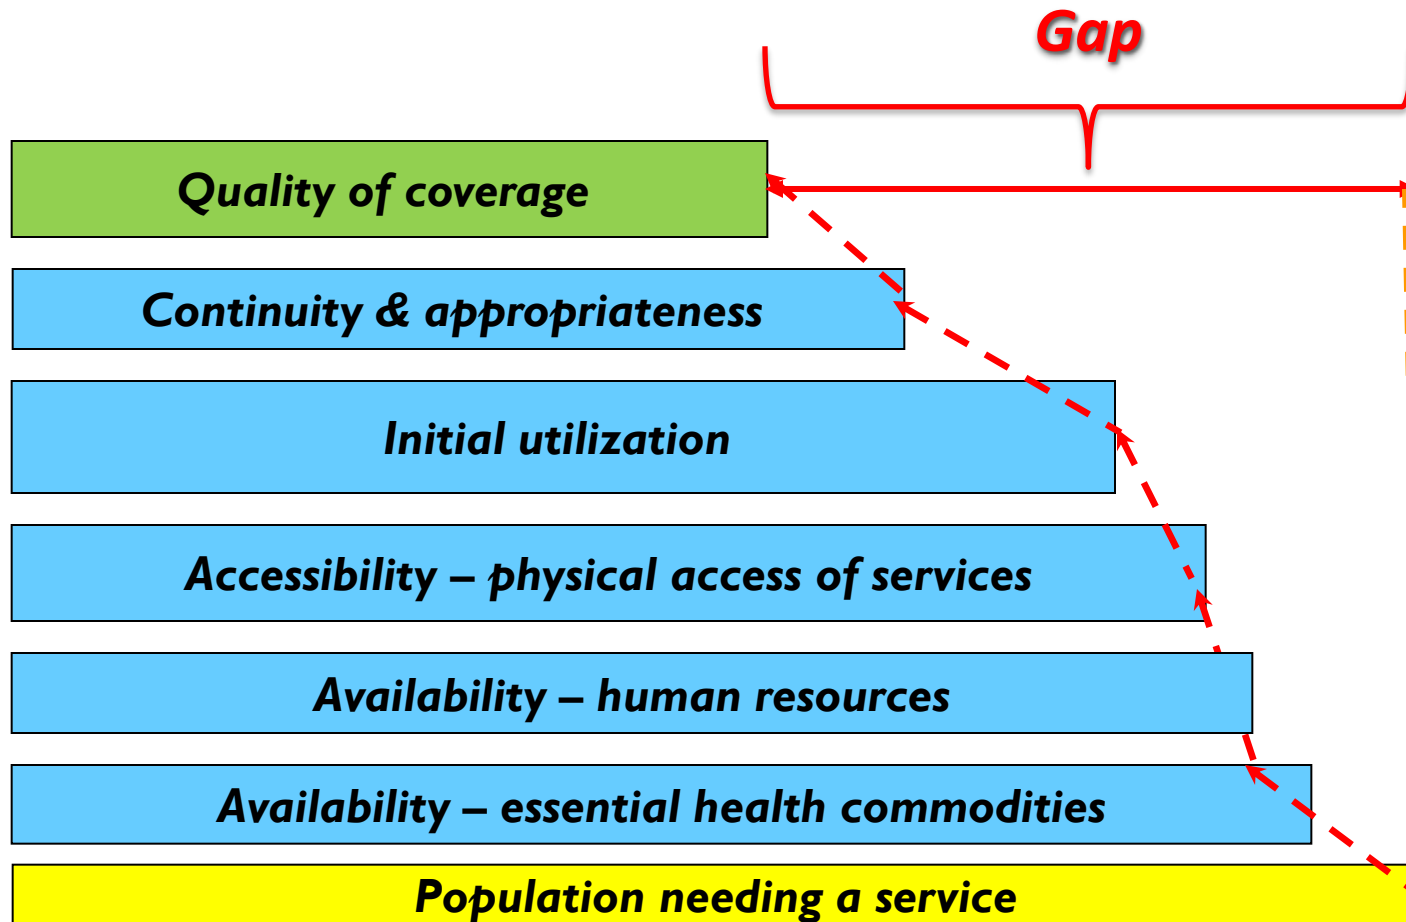 Gap
Quality of coverage
Continuity & appropriateness
Initial utilization
Accessibility – physical access of services
Availability – human resources
Availability – essential health commodities
Population needing a service